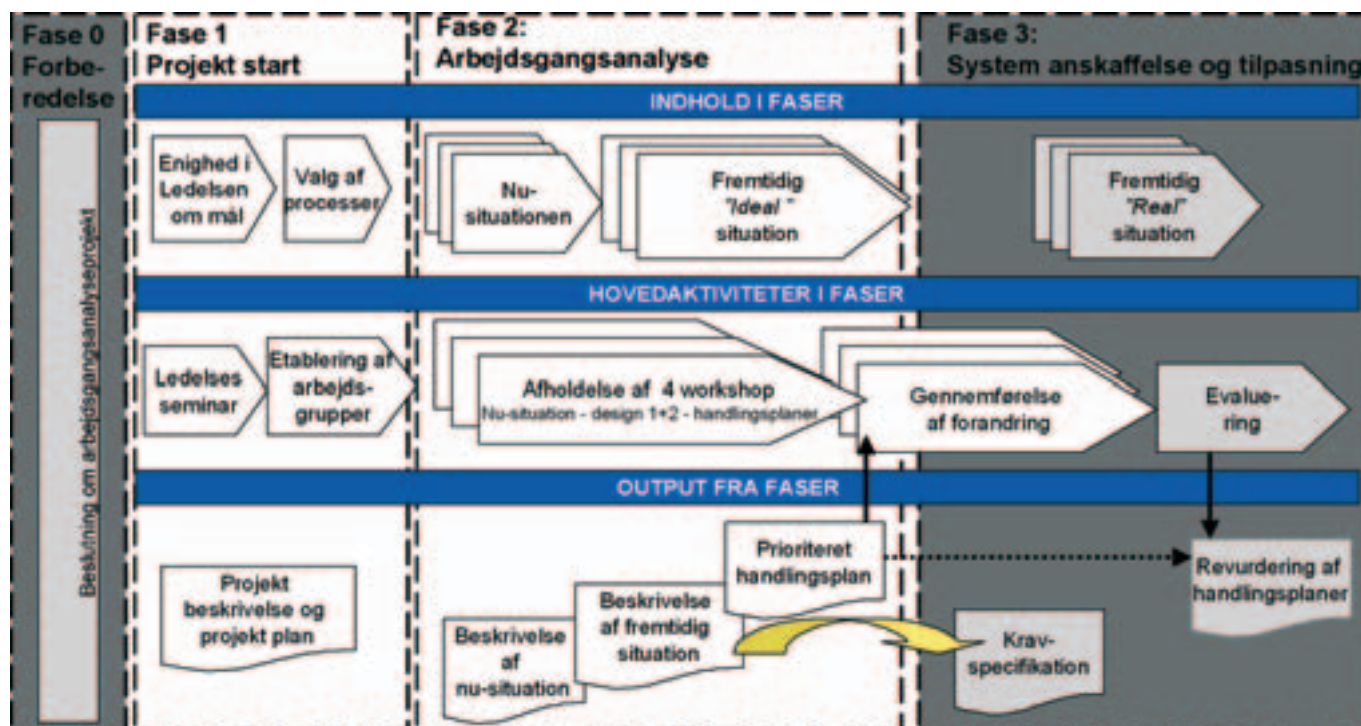 Fase 0
Forbe-
redelse
Fase 1
Projekt start
Fase 2:
Arbejdsgangsanalyse
Fase 3:
System anskaffelse og tilpasning
Beslutning om arbejdsgangsanalyseprojekt
INDHOLD I FASER
Enighed i
Ledelsen
om mål
Valg af
processer
Nu-
situationen
Fremtidig
"Ideal "
situation
Fremtidig
"Real"
situation
HOVEDAKTIVITETER I FASER
Ledelses
seminar
Etablering af
arbejds-
grupper
Afholdelse af 4 workshop
Nu-situation - design 1+2 - handlingsplaner
Gennemførelse
af forandring
Evalue-
ring
OUTPUT FRA FASER
Projekt
beskrivelse og
projekt plan
Beskrivelse
af
nu-situation
Beskrivelse
af fremtidig
situation
Prioriteret
handlingsplan
Krav-
specifikation
Revurdering af
handlingsplaner